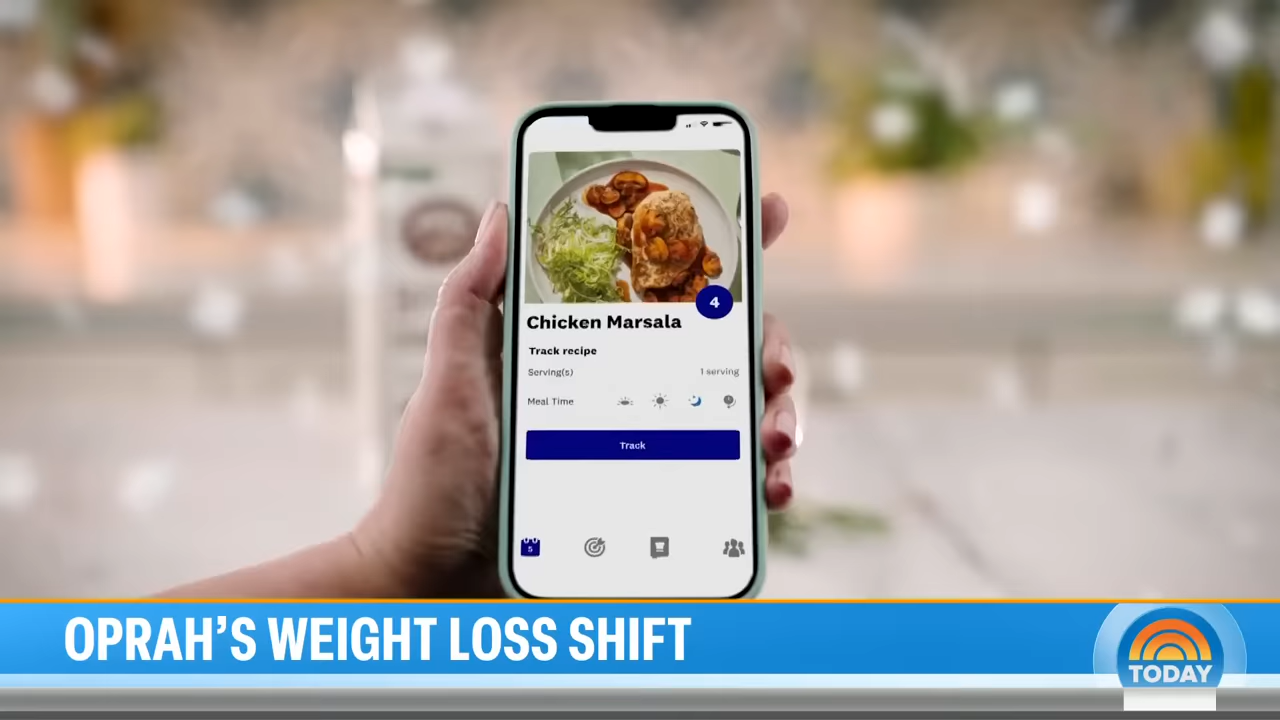 4
Chicken Marsala
Track recipe
Serving(s) 1 serving
Meal Time
Track
5
OPRAH'S WEIGHT LOSS SHIFT
TODAY